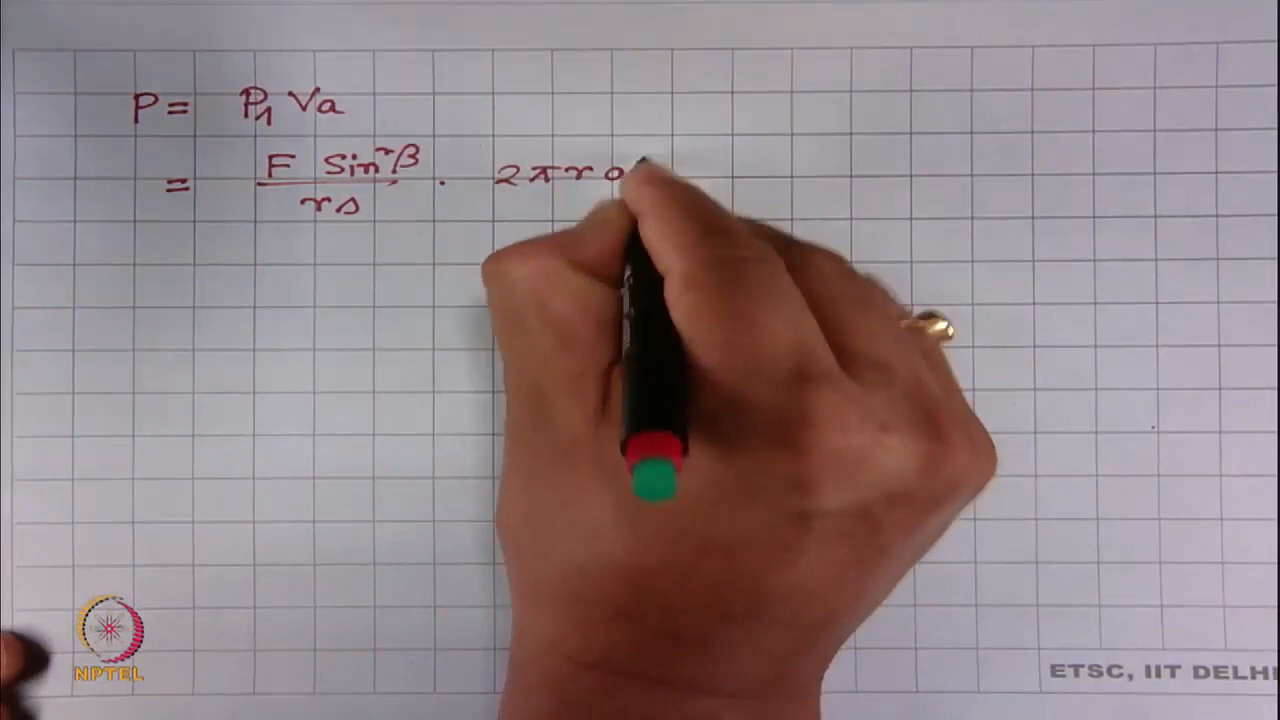 P = P₁ Va
= F Sin²β / rs . 2πr
NPTEL
ETSC, IIT DELHI